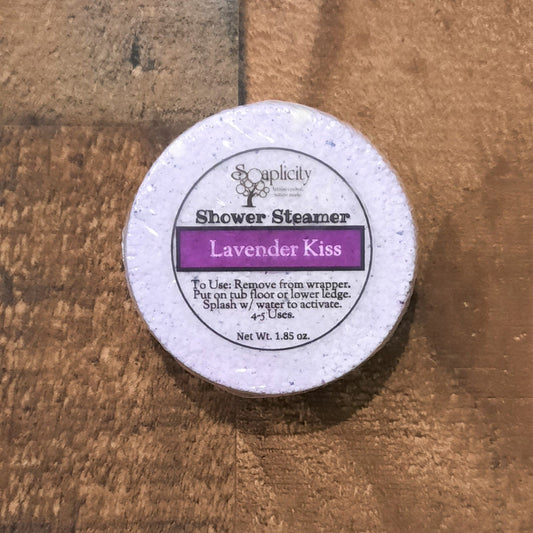 Soaplicity
Shower Steamer
Lavender Kiss
To Use: Remove from wrapper.
Put on tub floor or lower ledge.
Splash w/ water to activate.
4-5 Uses.
Net Wt. 1.85 oz.